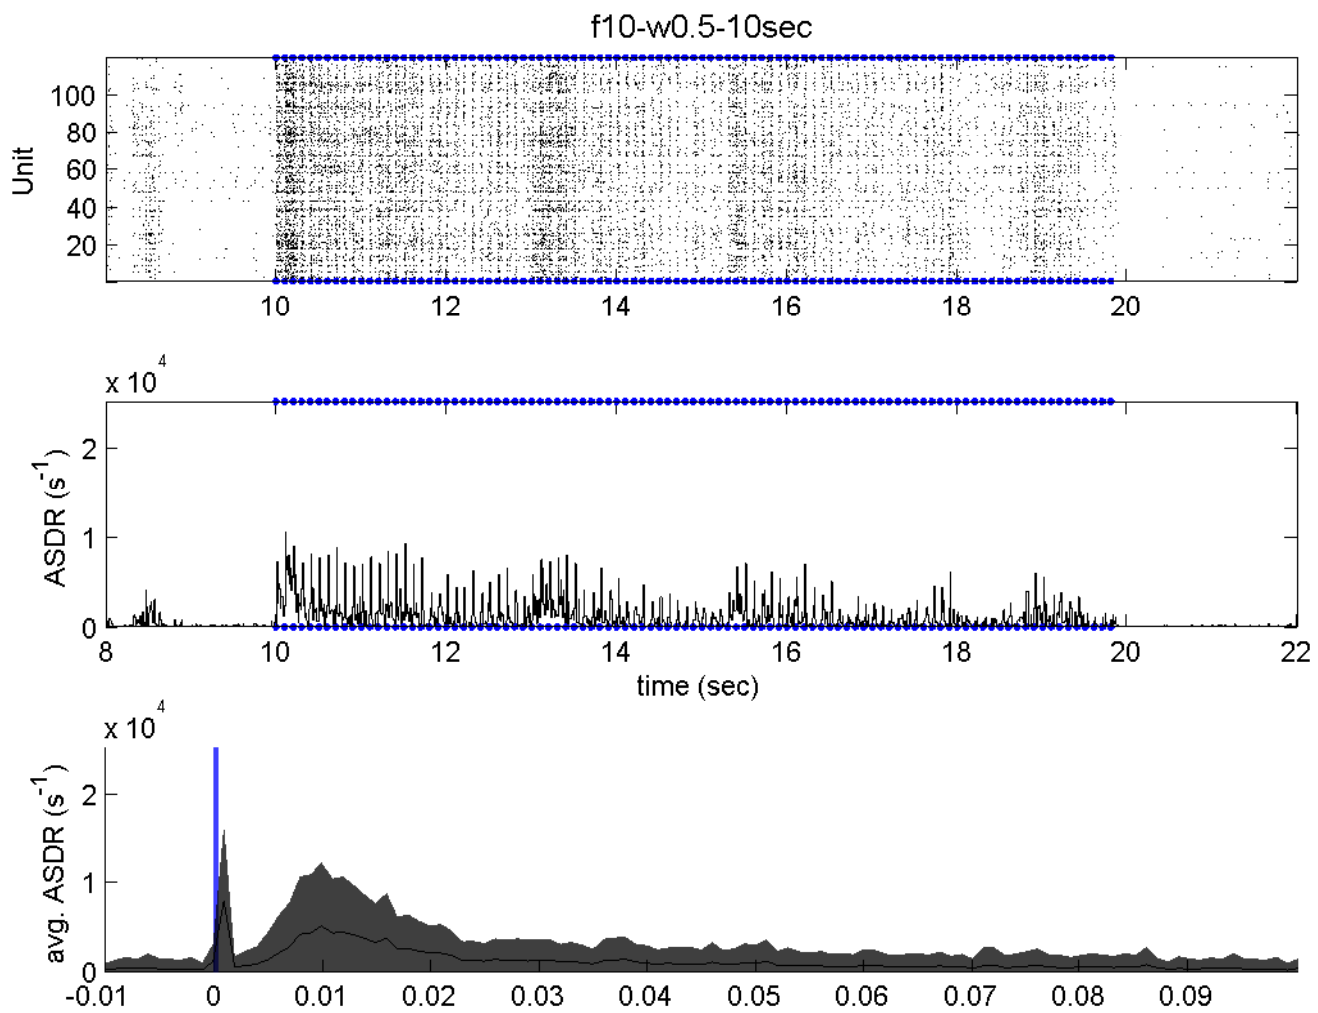 f10-w0.5-10sec
Unit
100
80
60
40
20
10 12 14 16 18 20
x 10^4
ASDR (s^-1)
2
1
0
8 10 12 14 16 18 20 22
time (sec)
x 10^4
avg. ASDR (s^-1)
2
1
0
-0.01 0 0.01 0.02 0.03 0.04 0.05 0.06 0.07 0.08 0.09